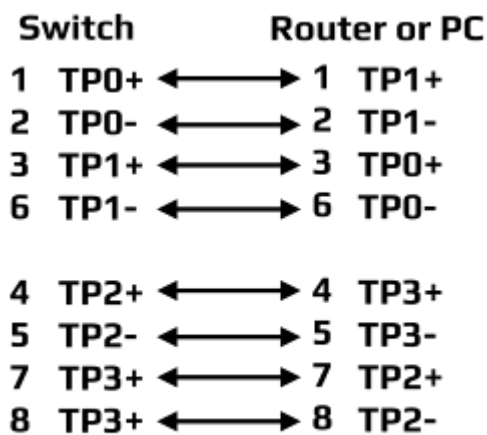 Switch Router or PC
1 TP0+ 1 TP1+
2 TP0- 2 TP1-
3 TP1+ 3 TP0+
6 TP1- 6 TP0-
4 TP2+ 4 TP3+
5 TP2- 5 TP3-
7 TP3+ 7 TP2+
8 TP3+ 8 TP2-